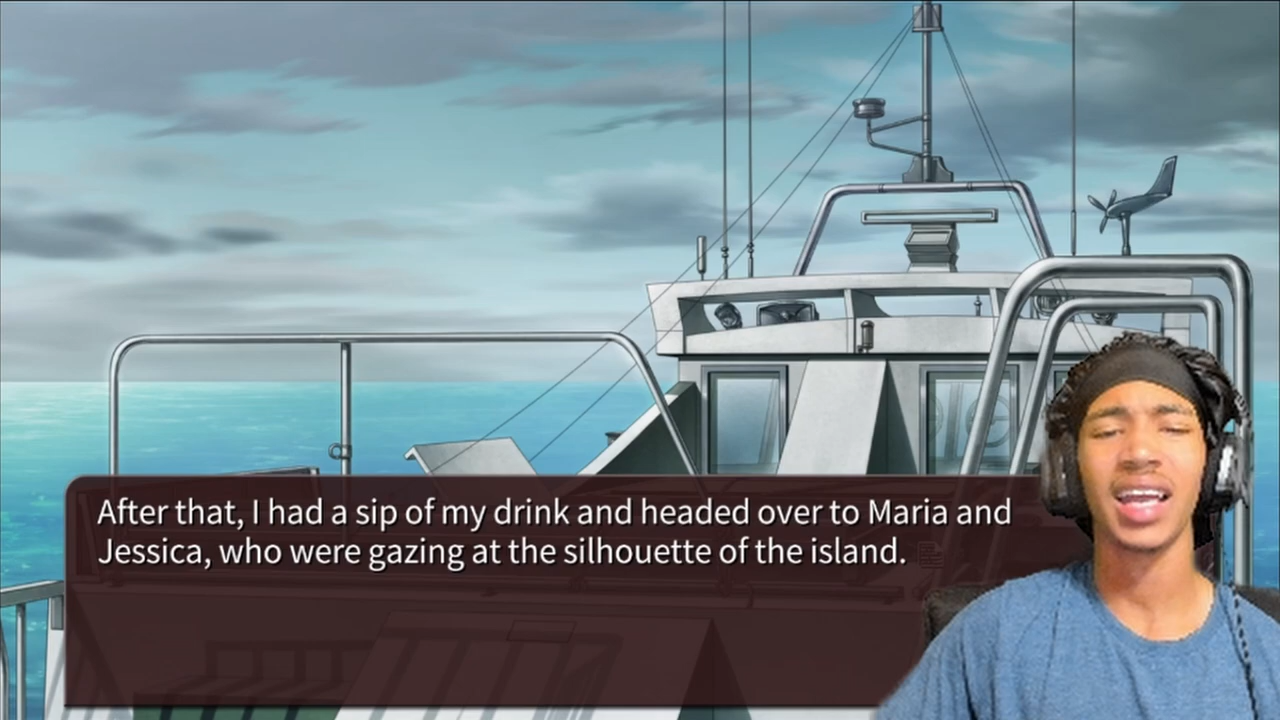 After that, I had a sip of my drink and headed over to Maria and
Jessica, who were gazing at the silhouette of the island.